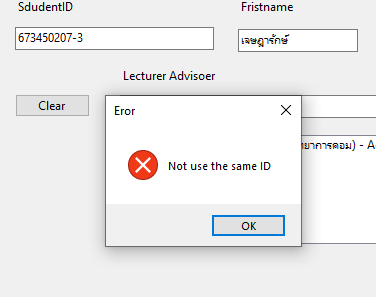 SdudentID
Fristname
673450207-3
เจษฎารักษ์
Lecturer Advisoer
Clear
Eror
Not use the same ID
ทยาการคอม) - A
OK